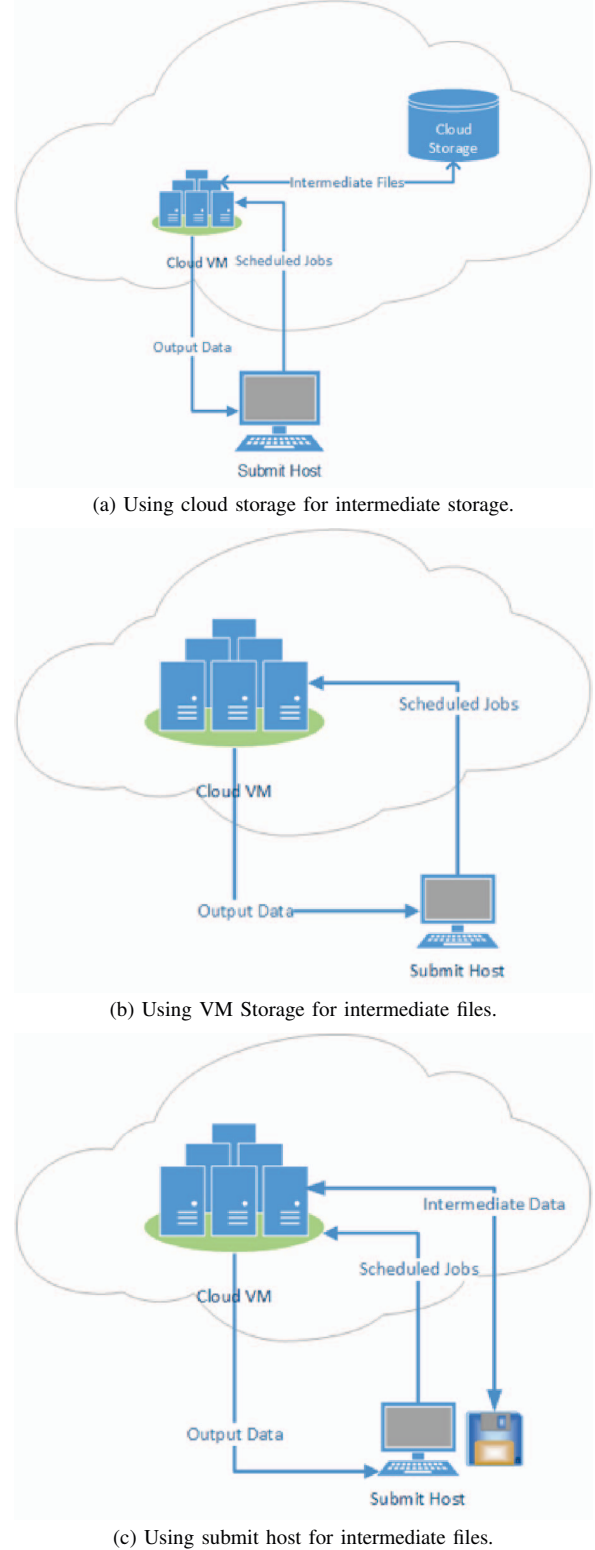 Cloud
Storage
Intermediate Files
Cloud VM
Scheduled Jobs
Output Data
Submit Host
(a) Using cloud storage for intermediate storage.
Scheduled Jobs
Cloud VM
Output Data
Submit Host
(b) Using VM Storage for intermediate files.
Intermediate Data
Scheduled Jobs
Cloud VM
Output Data
Submit Host
(c) Using submit host for intermediate files.